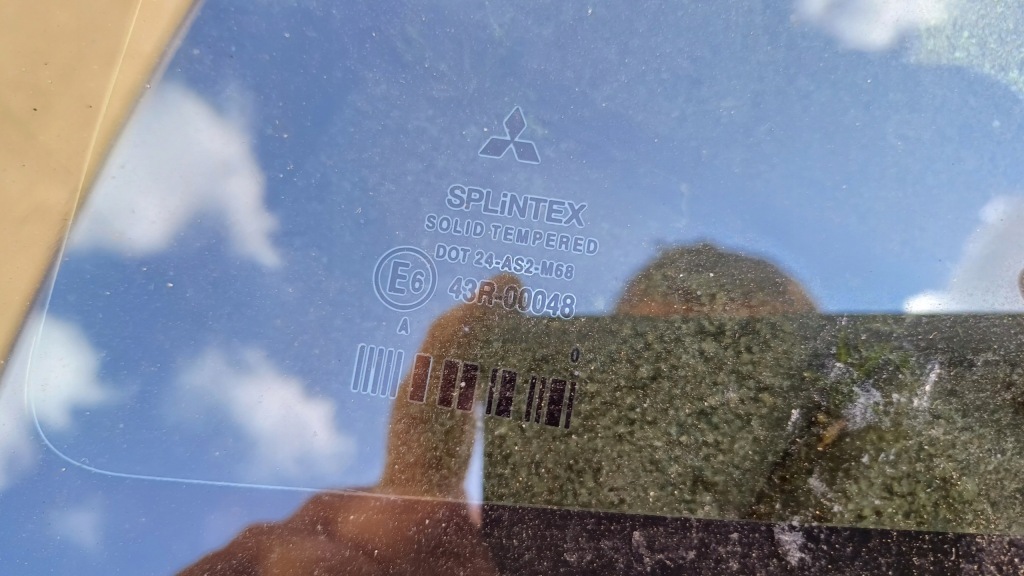 SPLiNTEX
SOLID TEMPERED
DOT 24-AS2-M68
E6 43R-00048
A
0